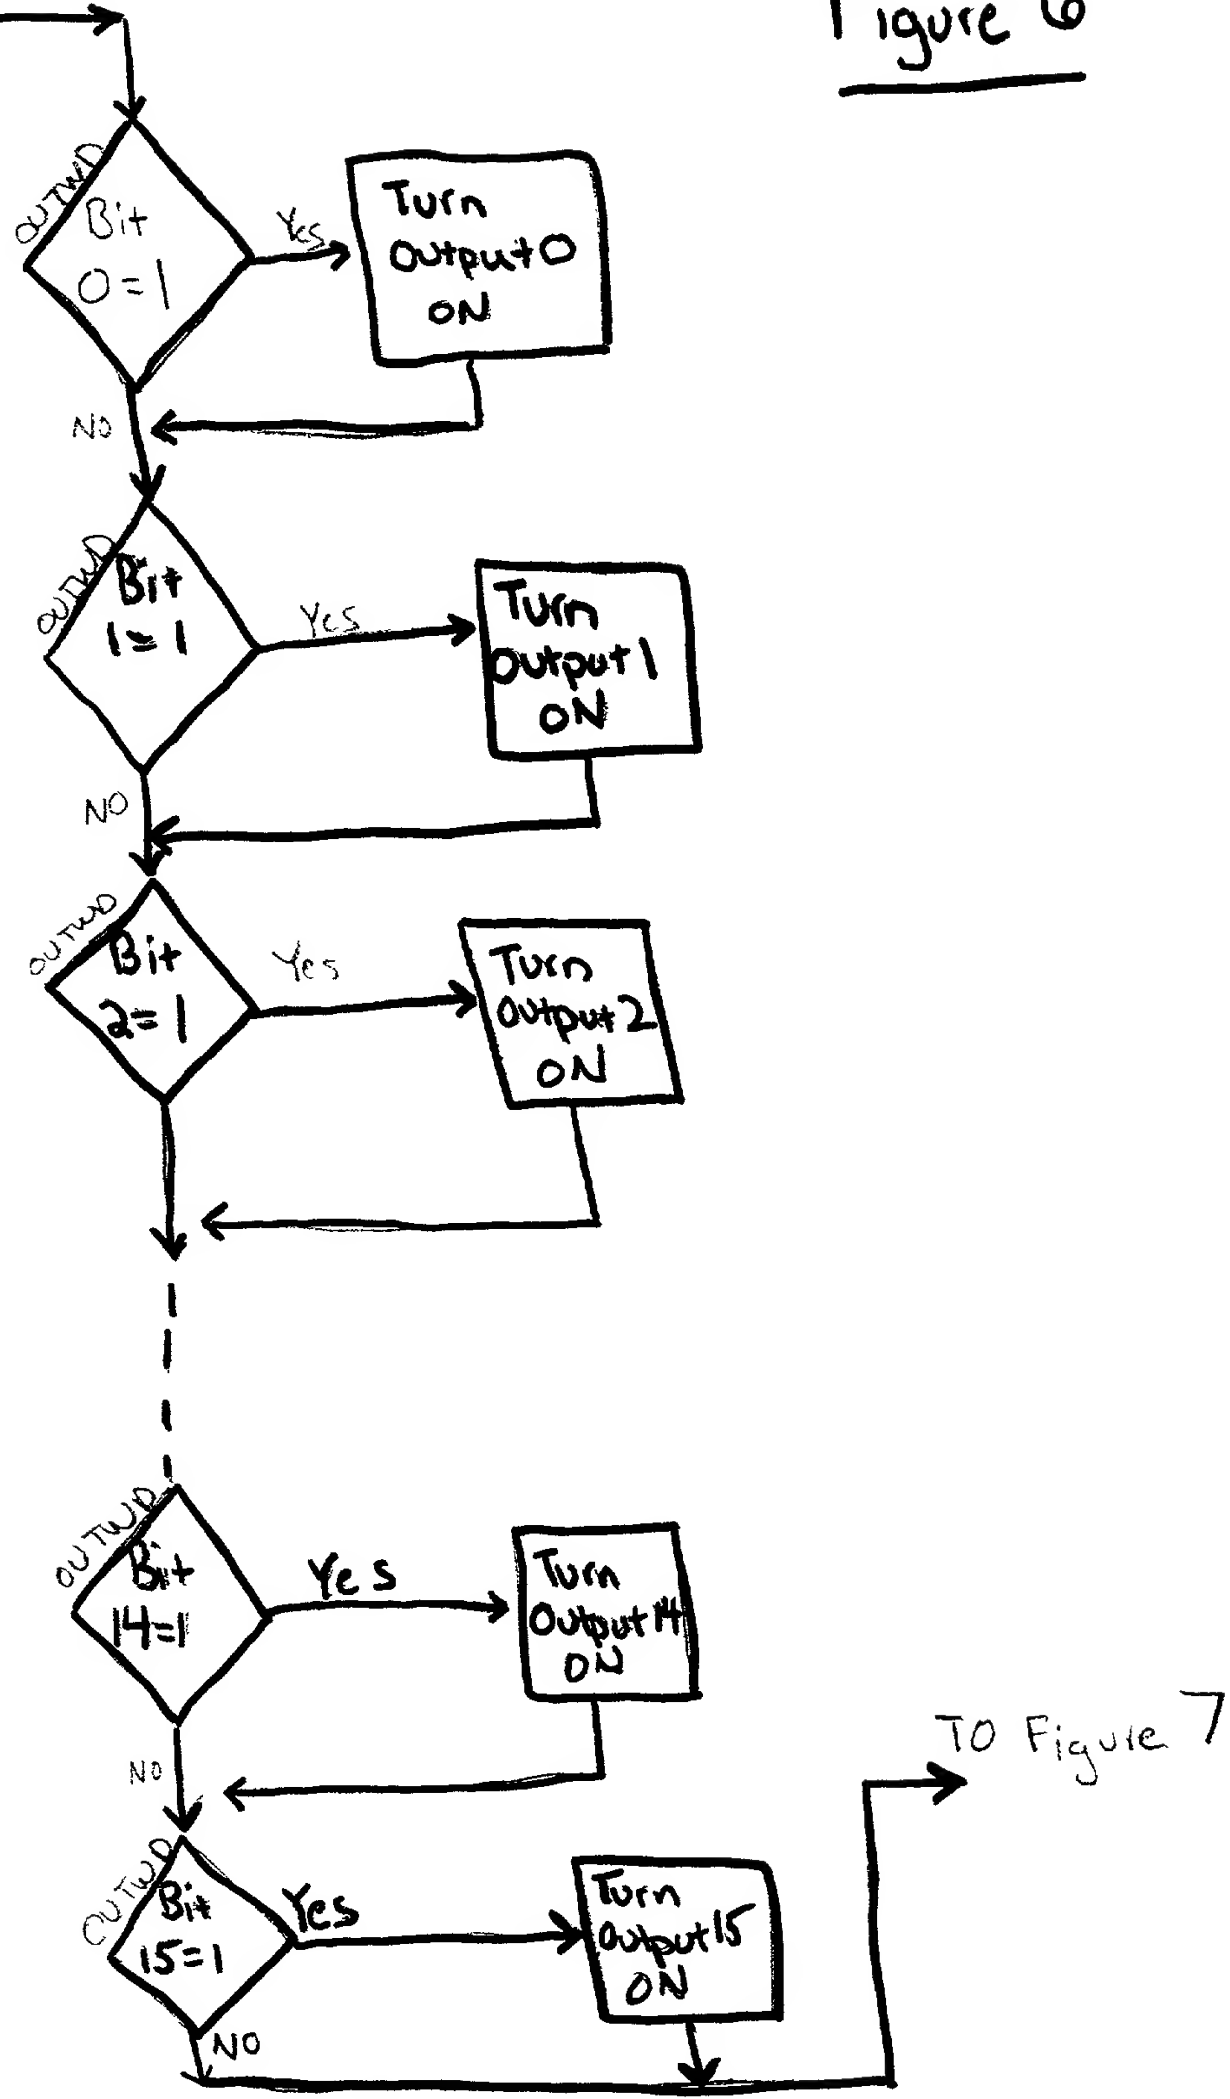 Figure 6
OUTWD
Bit
0=1
Yes
Turn
Output0
ON
NO
OUTWD
Bit
1=1
Yes
Turn
Output1
ON
NO
OUTWD
Bit
2=1
Yes
Turn
Output2
ON
OUTWD
Bit
14=1
Yes
Turn
Output14
ON
NO
TO Figure 7
OUTWD
Bit
15=1
Yes
Turn
Output15
ON
NO